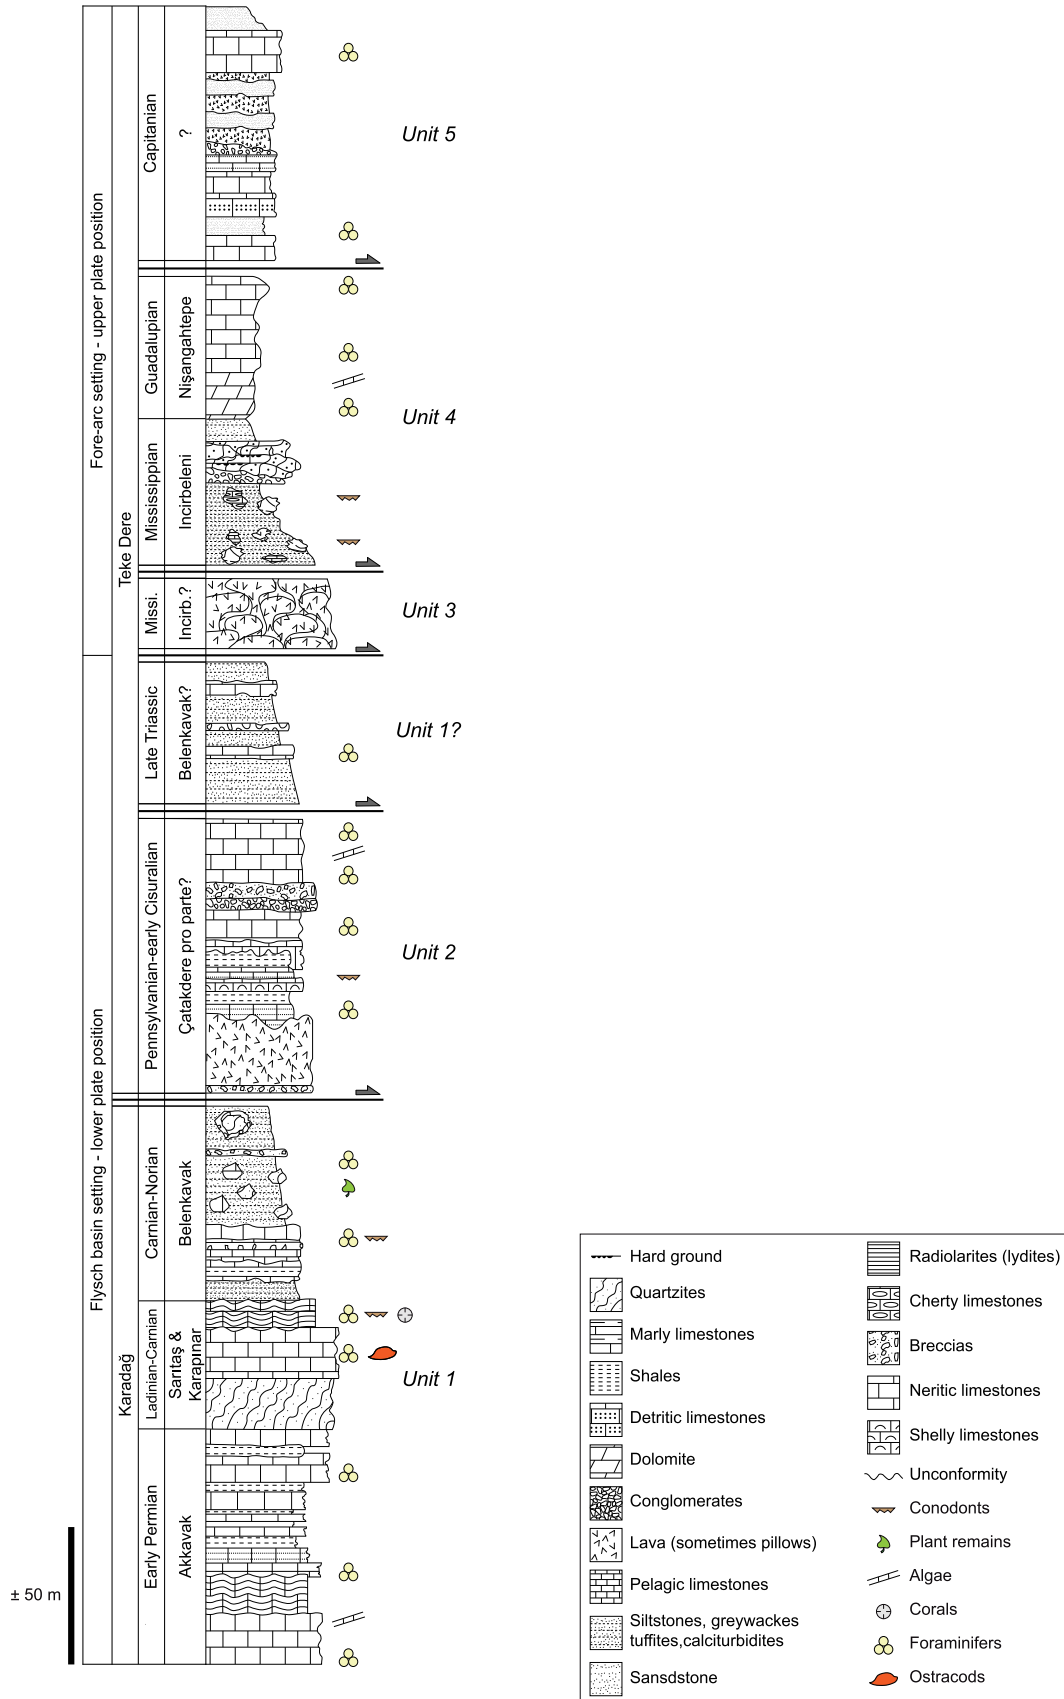 Fore-arc setting - upper plate position
Flysch basin setting - lower plate position
Teke Dere
Karadağ
Capitanian
?
Unit 5
Guadalupian
Nişangahtepe
Unit 4
Mississippian
Incirbeleni
Missi.
Incirb.?
Unit 3
Late Triassic
Belenkavak?
Unit 1?
Pennsylvanian-early Cisuralian
Çatakdere pro parte?
Unit 2
Carnian-Norian
Belenkavak
Ladinian-Carnian
Sarıtaş &
Karapınar
Unit 1
Early Permian
Akkavak
± 50 m
Hard ground
Quartzites
Marly limestones
Shales
Detritic limestones
Dolomite
Conglomerates
Lava (sometimes pillows)
Pelagic limestones
Siltstones, greywackes
tuffites,calciturbidites
Sansdstone
Radiolarites (lydites)
Cherty limestones
Breccias
Neritic limestones
Shelly limestones
Unconformity
Conodonts
Plant remains
Algae
Corals
Foraminifers
Ostracods